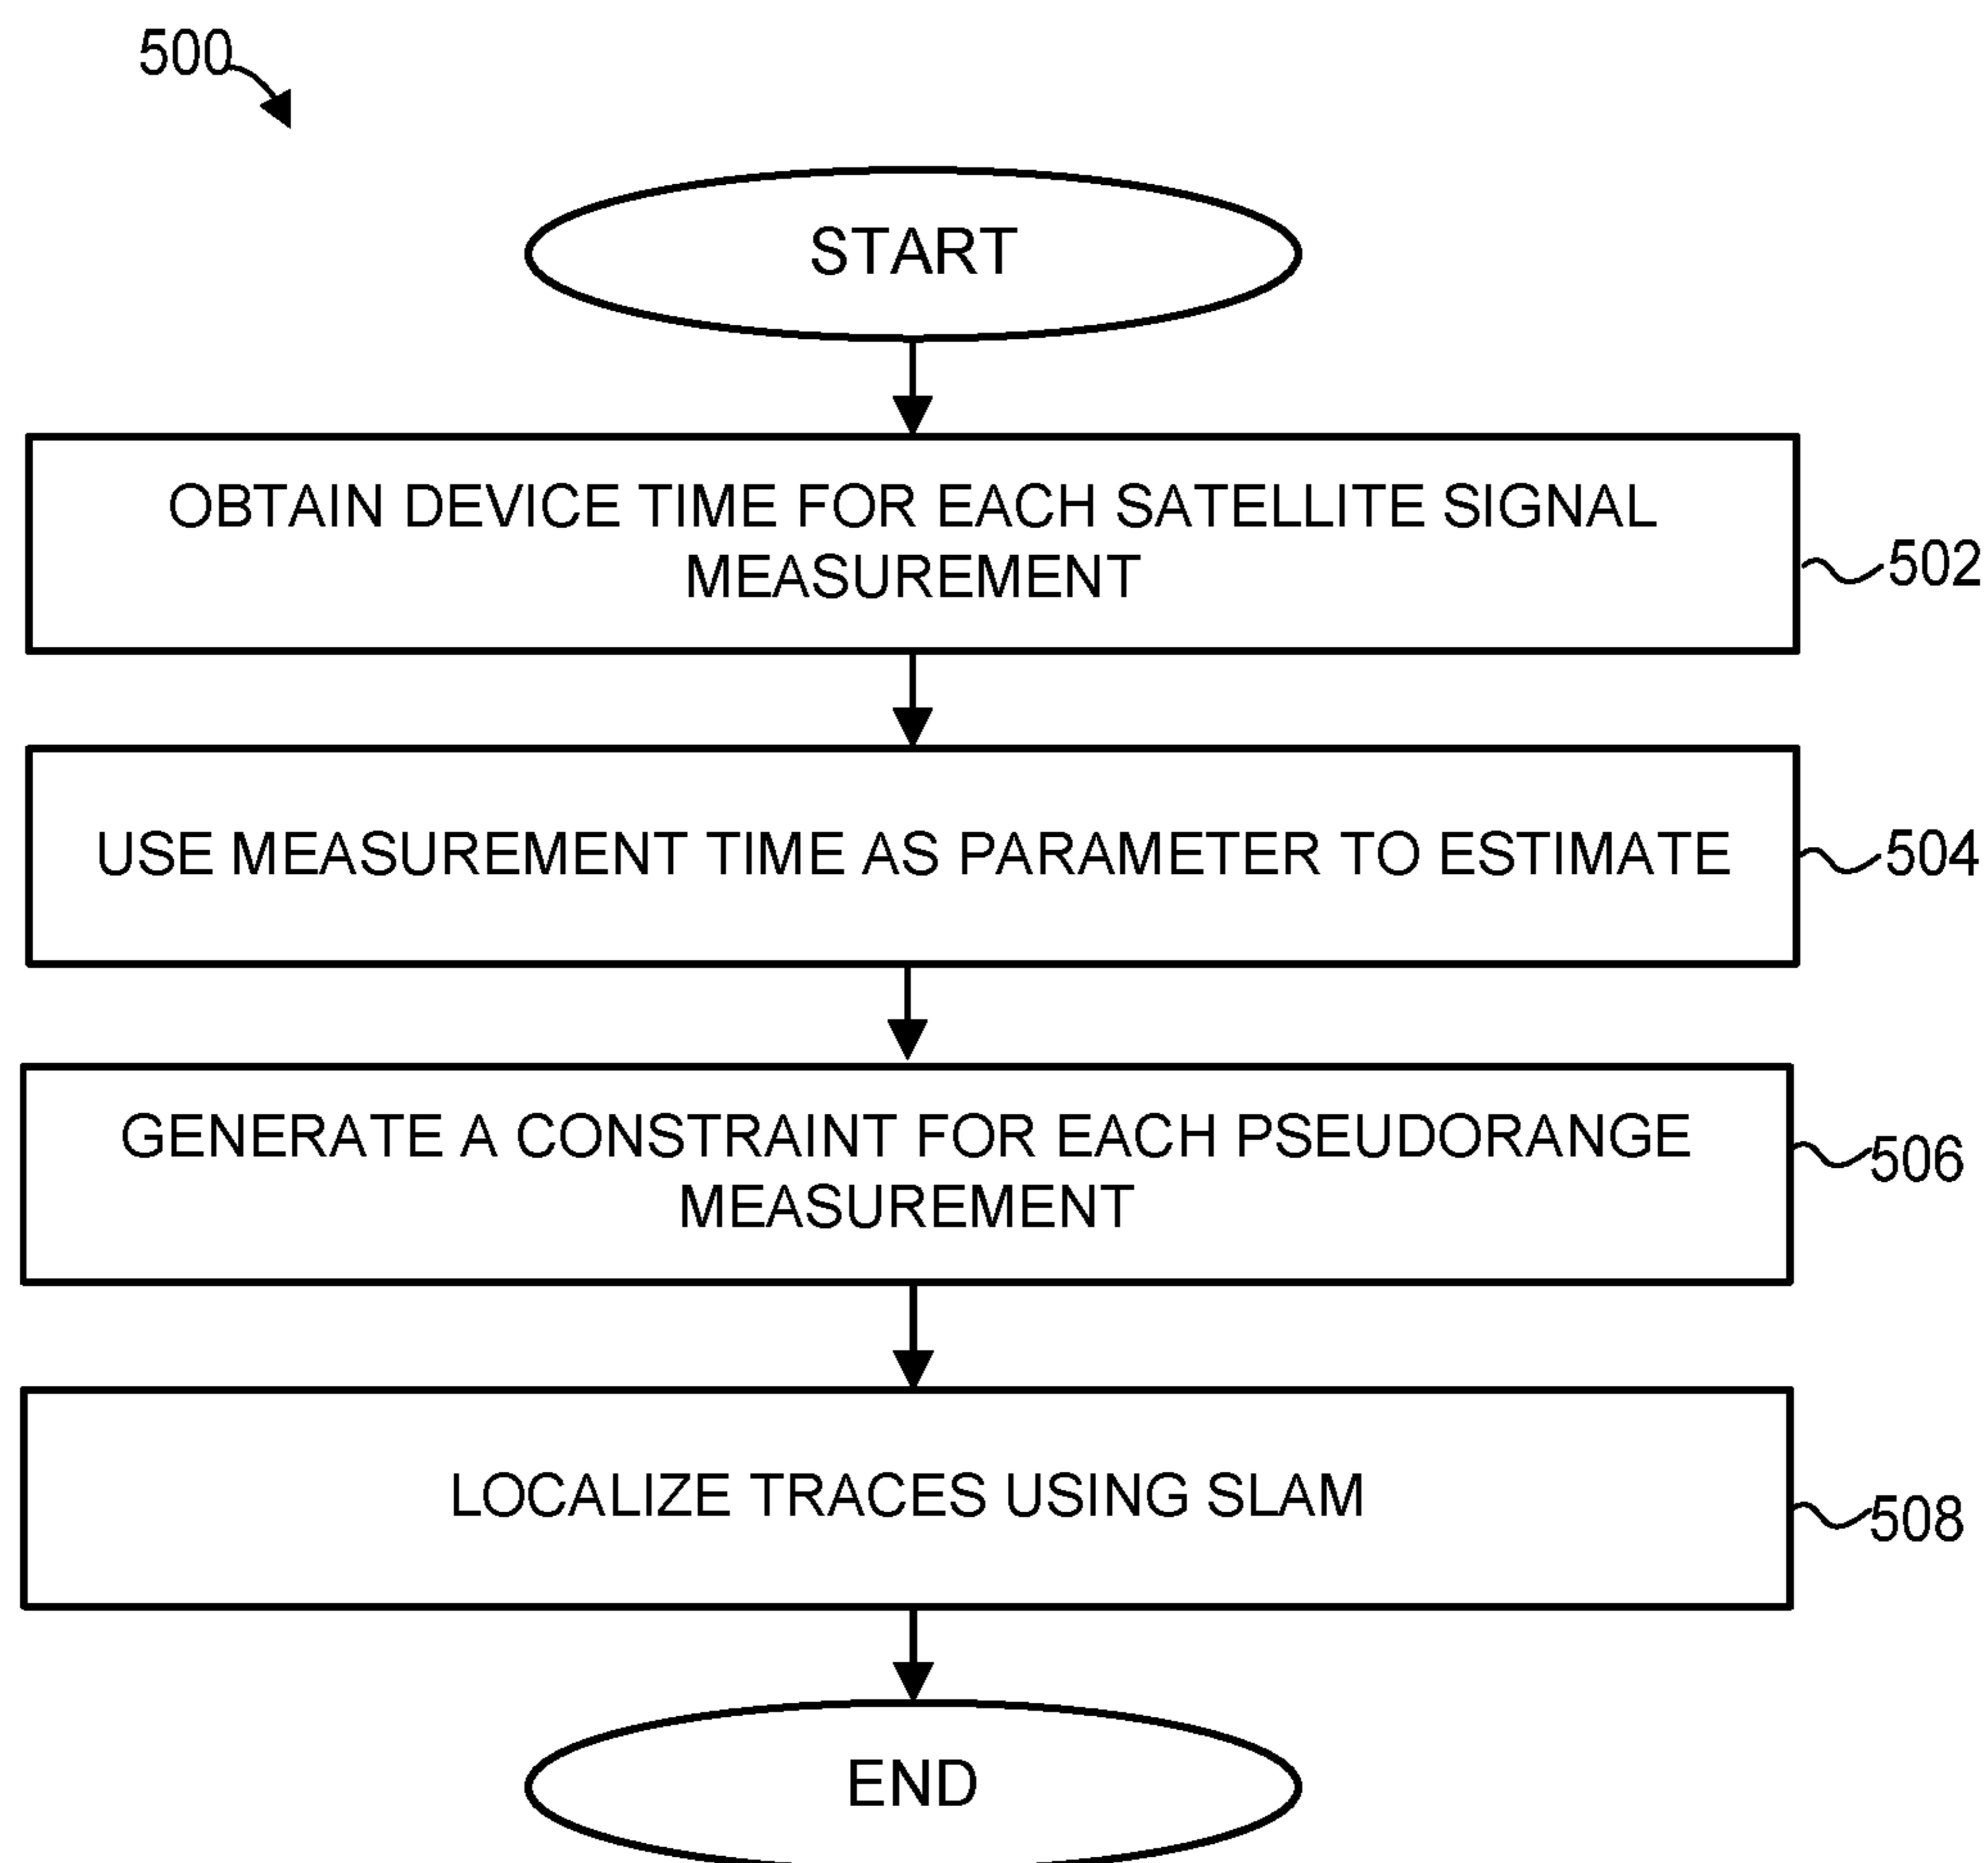 500
START
OBTAIN DEVICE TIME FOR EACH SATELLITE SIGNAL
MEASUREMENT
502
USE MEASUREMENT TIME AS PARAMETER TO ESTIMATE
504
GENERATE A CONSTRAINT FOR EACH PSEUDORANGE
MEASUREMENT
506
LOCALIZE TRACES USING SLAM
508
END